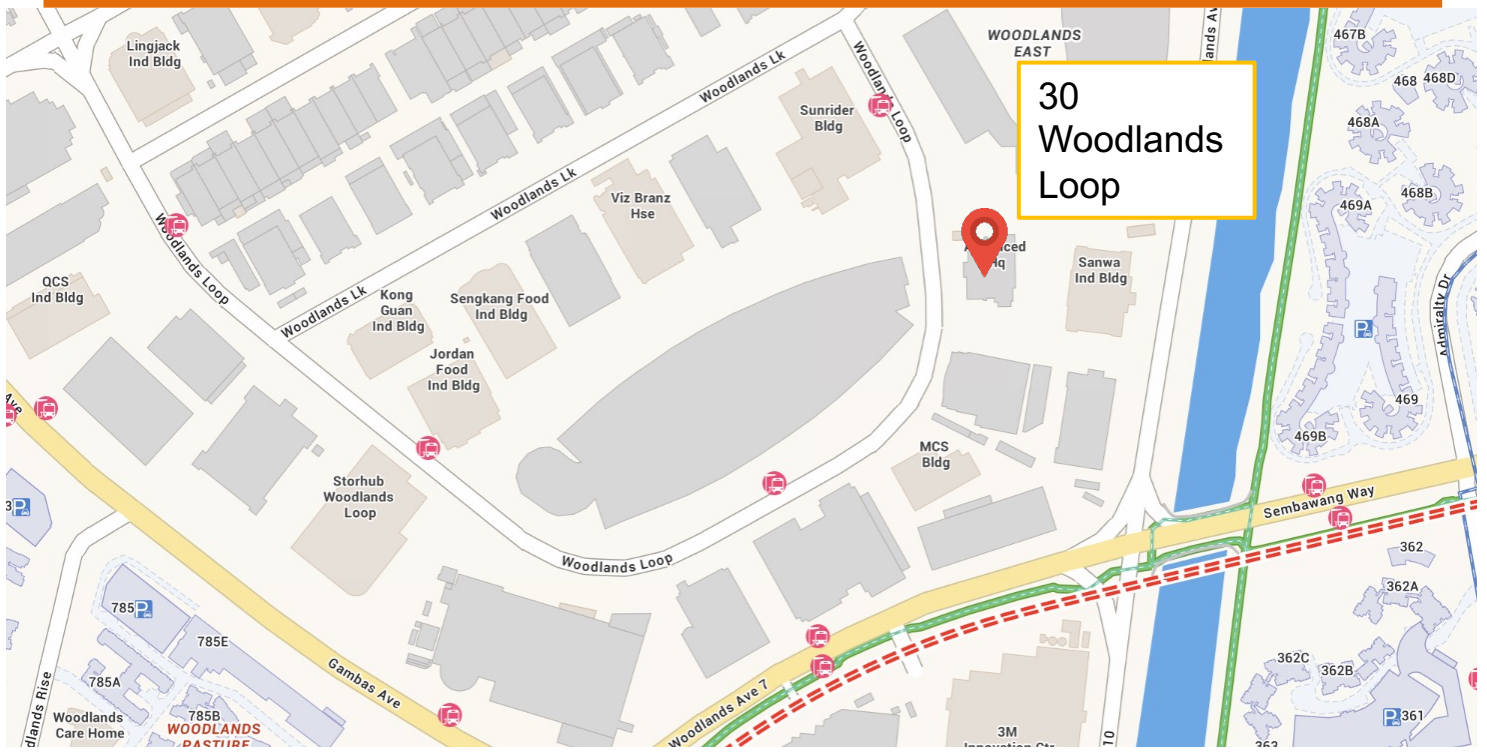 Lingjack
Ind Bldg
WOODLANDS
EAST
467B
468
468D
30
Woodlands
Loop
Woodlands Lk
Woodlands Loop
Sunrider
Bldg
468A
468B
469A
Woodlands Lk
Viz Branz
Hse
Woodlands Loop
QCS
Ind Bldg
Sanwa
Ind Bldg
Hq
Woodlands Lk
Kong
Guan
Ind Bldg
Sengkang Food
Ind Bldg
Jordan
Food
Ind Bldg
Admiralty Dr
P
469
469B
Ave
MCS
Bldg
Storhub
Woodlands
Loop
P
Sembawang Way
Woodlands Loop
362
362A
785
P
785E
785A
785B
Gambas Ave
Woodlands Ave 7
362C
362B
P
361
Woodlands
Care Home
WOODLANDS
3M
10